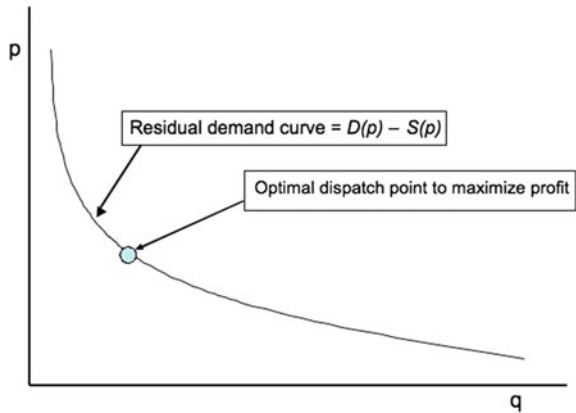 p
Residual demand curve = D(p) – S(p)
Optimal dispatch point to maximize profit
q